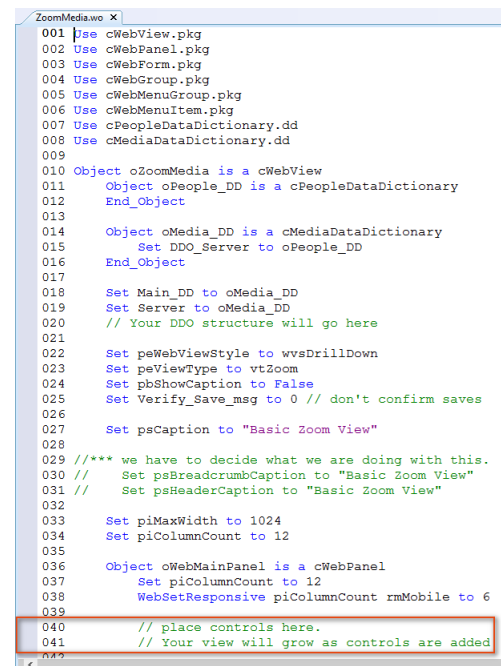 ZoomMedia.wo X
001 Use cWebView.pkg
002 Use cWebPanel.pkg
003 Use cWebForm.pkg
004 Use cWebGroup.pkg
005 Use cWebMenuGroup.pkg
006 Use cWebMenuItem.pkg
007 Use cPeopleDataDictionary.dd
008 Use cMediaDataDictionary.dd
009
010 Object oZoomMedia is a cWebView
011     Object oPeople_DD is a cPeopleDataDictionary
012     End_Object
013
014     Object oMedia_DD is a cMediaDataDictionary
015         Set DDO_Server to oPeople_DD
016     End_Object
017
018     Set Main_DD to oMedia_DD
019     Set Server to oMedia_DD
020     // Your DDO structure will go here
021
022     Set peWebViewStyle to wvsDrillDown
023     Set peViewType to vtZoom
024     Set pbShowCaption to False
025     Set Verify_Save_msg to 0 // don't confirm saves
026
027     Set psCaption to "Basic Zoom View"
028
029 //*** we have to decide what we are doing with this.
030 //    Set psBreadcrumbCaption to "Basic Zoom View"
031 //    Set psHeaderCaption to "Basic Zoom View"
032
033     Set piMaxWidth to 1024
034     Set piColumnCount to 12
035
036     Object oWebMainPanel is a cWebPanel
037         Set piColumnCount to 12
038         WebSetResponsive piColumnCount rmMobile to 6
039
040         // place controls here.
041         // Your view will grow as controls are added
042